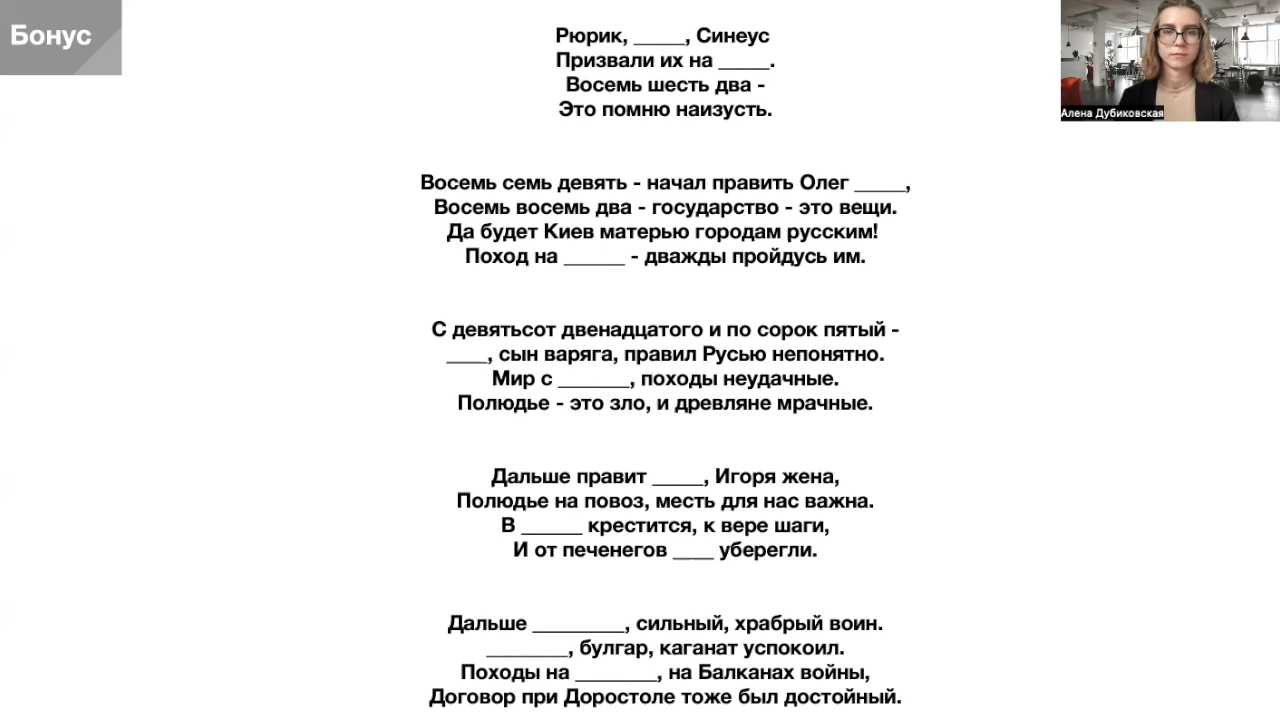 Бонус
Рюрик, _____, Синеус
Призвали их на _____.
Восемь шесть два -
Это помню наизусть.
Восемь семь девять - начал править Олег _____,
Восемь восемь два - государство - это вещи.
Да будет Киев матерью городам русским!
Поход на ______ - дважды пройдусь им.
С девятьсот двенадцатого и по сорок пятый -
____, сын варяга, правил Русью непонятно.
Мир с _______, походы неудачные.
Полюдье - это зло, и древляне мрачные.
Дальше правит _____, Игоря жена,
Полюдье на повоз, месть для нас важна.
В ______ крестится, к вере шаги,
И от печенегов ____ уберегли.
Дальше _________, сильный, храбрый воин.
________, булгар, каганат успокоил.
Походы на ________, на Балканах войны,
Договор при Доростоле тоже был достойный.
Алена Дубиковская